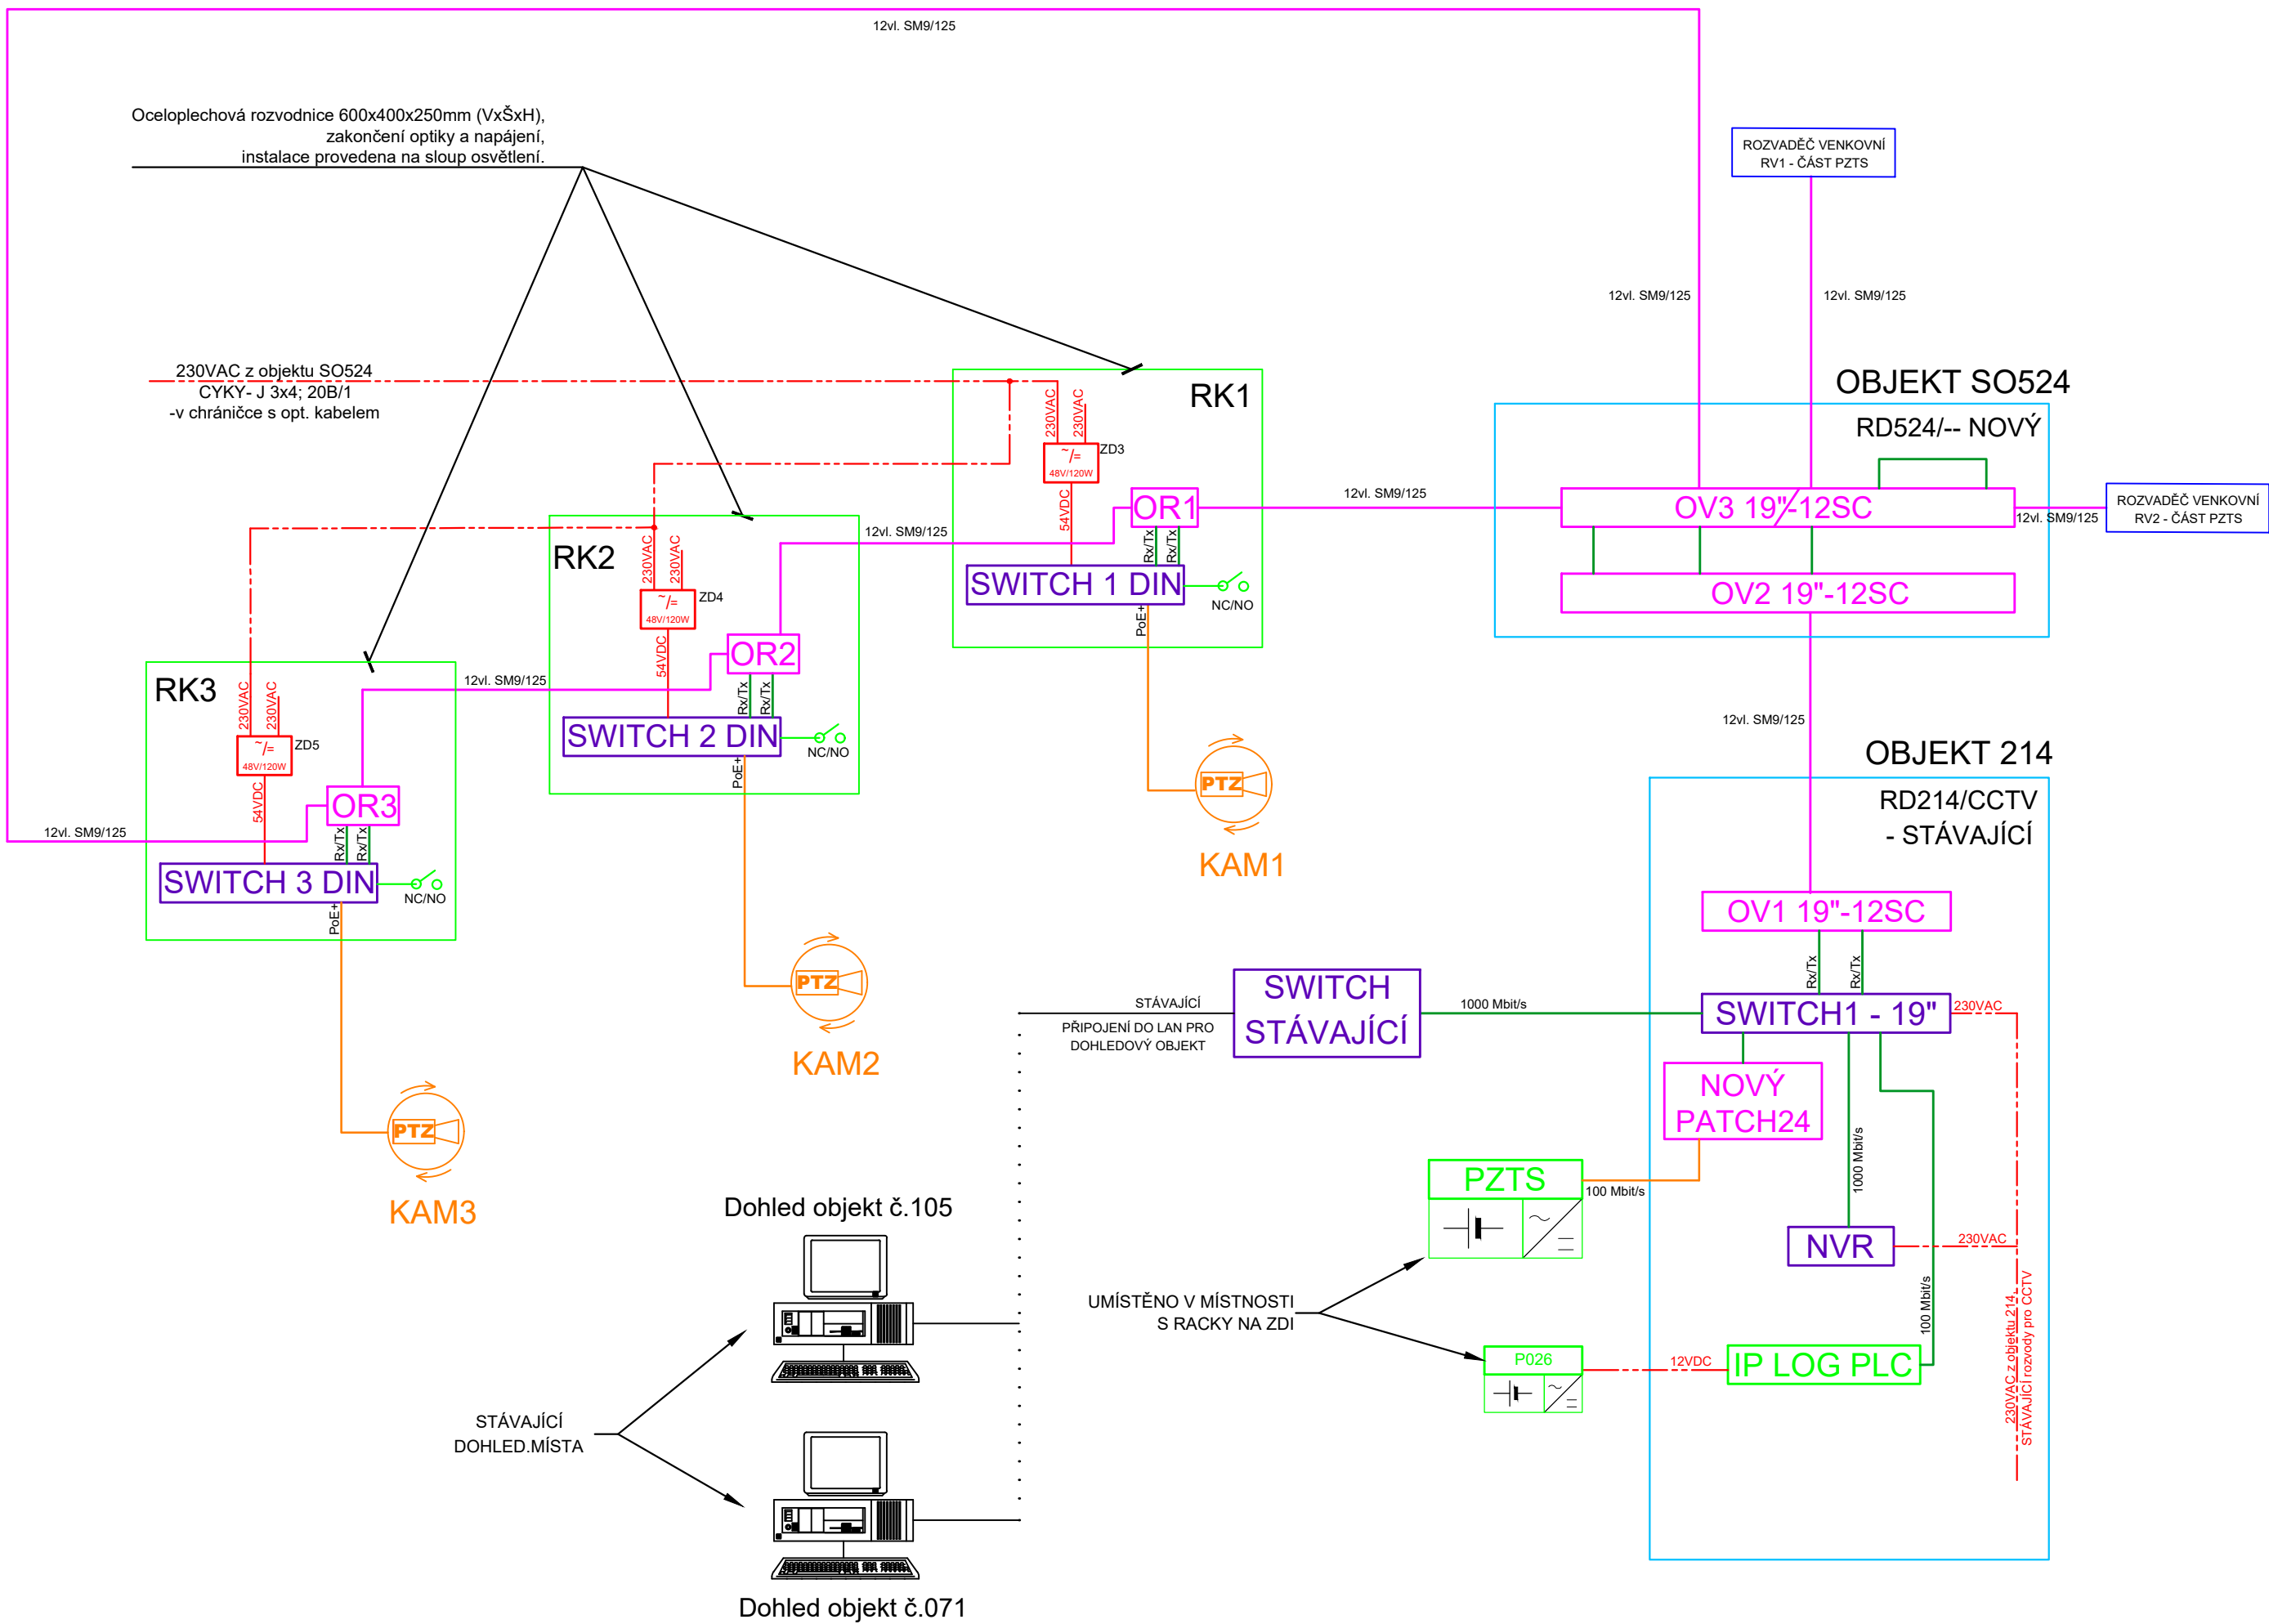 12vl. SM9/125
Oceloplechová rozvodnice 600x400x250mm (VxŠxH),
zakončení optiky a napájení,
instalace provedena na sloup osvětlení.
ROZVADĚČ VENKOVNÍ
RV1 - ČÁST PZTS
12vl. SM9/125
12vl. SM9/125
230VAC z objektu SO524
CYKY- J 3x4; 20B/1
-v chráničce s opt. kabelem
RK1
230VAC
230VAC
~/=
48V/120W
ZD3
54VDC
OR1
Rx/Tx
Rx/Tx
SWITCH 1 DIN
NC/NO
PoE+
12vl. SM9/125
OBJEKT SO524
RD524/-- NOVÝ
OV3 19"-12SC
OV2 19"-12SC
12vl. SM9/125
ROZVADĚČ VENKOVNÍ
RV2 - ČÁST PZTS
RK2
230VAC
230VAC
~/=
48V/120W
ZD4
54VDC
OR2
Rx/Tx
Rx/Tx
SWITCH 2 DIN
NC/NO
PoE+
12vl. SM9/125
RK3
230VAC
230VAC
~/=
48V/120W
ZD5
54VDC
OR3
Rx/Tx
Rx/Tx
SWITCH 3 DIN
NC/NO
PoE+
12vl. SM9/125
12vl. SM9/125
PTZ
KAM1
PTZ
KAM2
PTZ
KAM3
12vl. SM9/125
OBJEKT 214
RD214/CCTV
- STÁVAJÍCÍ
OV1 19"-12SC
Rx/Tx
Rx/Tx
SWITCH1 - 19"
230VAC
STÁVAJÍCÍ
PŘIPOJENÍ DO LAN PRO
DOHLEDOVÝ OBJEKT
SWITCH
STÁVAJÍCÍ
1000 Mbit/s
NOVÝ
PATCH24
1000 Mbit/s
PZTS
100 Mbit/s
NVR
230VAC
100 Mbit/s
230VAC z objektu 214,
STÁVAJÍCÍ rozvody pro CCTV
UMÍSTĚNO V MÍSTNOSTI
S RACKY NA ZDI
P026
12VDC
IP LOG PLC
Dohled objekt č.105
STÁVAJÍCÍ
DOHLED.MÍSTA
Dohled objekt č.071